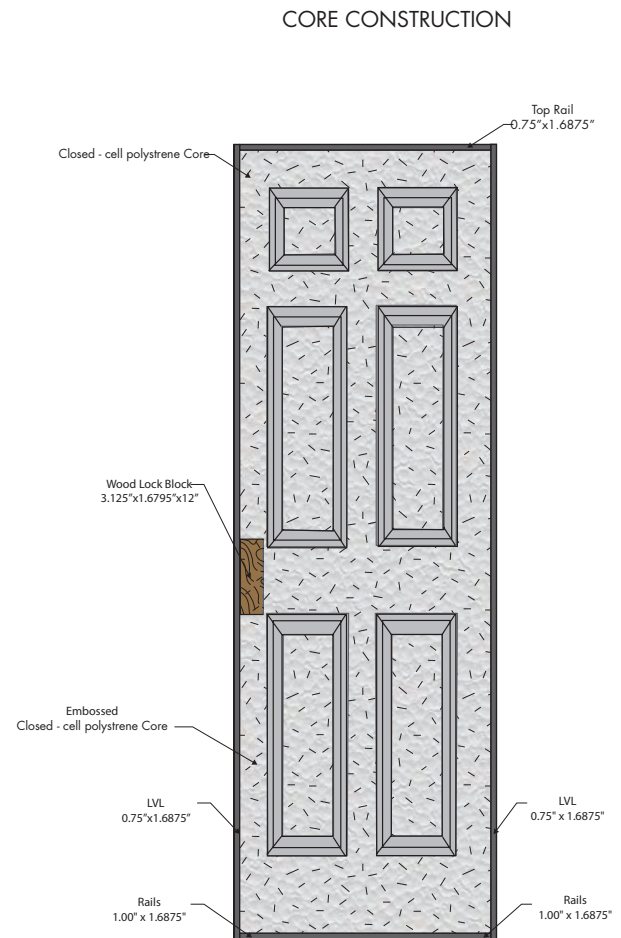 CORE CONSTRUCTION
Top Rail
0.75”x1.6875”
Closed - cell polystrene Core
Wood Lock Block
3.125”x1.6795”x12”
Embossed
Closed - cell polystrene Core
LVL
0.75”x1.6875”
LVL
0.75" x 1.6875"
Rails
1.00" x 1.6875"
Rails
1.00" x 1.6875"